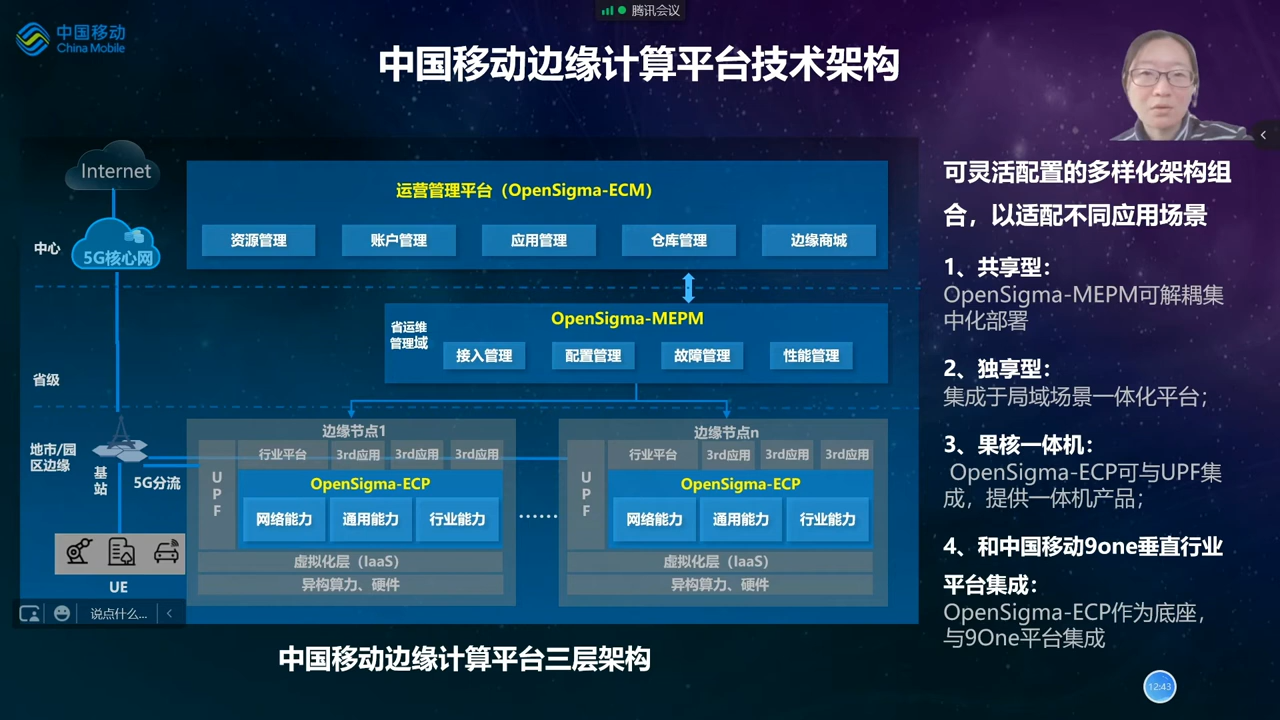 腾讯会议
中国移动
China Mobile
中国移动边缘计算平台技术架构
Internet
5G核心网
中心
运营管理平台（OpenSigma-ECM）
资源管理
账户管理
应用管理
仓库管理
边缘商城
省级
省运维
管理域
OpenSigma-MEPM
接入管理
配置管理
故障管理
性能管理
地市/园
区边缘
基
站
5G分流
UE
边缘节点1
行业平台
3rd应用
3rd应用
3rd应用
U
P
F
OpenSigma-ECP
网络能力
通用能力
行业能力
虚拟化层（IaaS）
异构算力、硬件
......
边缘节点n
行业平台
3rd应用
3rd应用
3rd应用
U
P
F
OpenSigma-ECP
网络能力
通用能力
行业能力
虚拟化层（IaaS）
异构算力、硬件
说点什么...
中国移动边缘计算平台三层架构
可灵活配置的多样化架构组
合，以适配不同应用场景
1、共享型：
OpenSigma-MEPM可解耦集
中化部署
2、独享型：
集成于局域场景一体化平台；
3、果核一体机：
OpenSigma-ECP可与UPF集
成，提供一体机产品；
4、和中国移动9one垂直行业
平台集成：
OpenSigma-ECP作为底座，
与9One平台集成
12:43